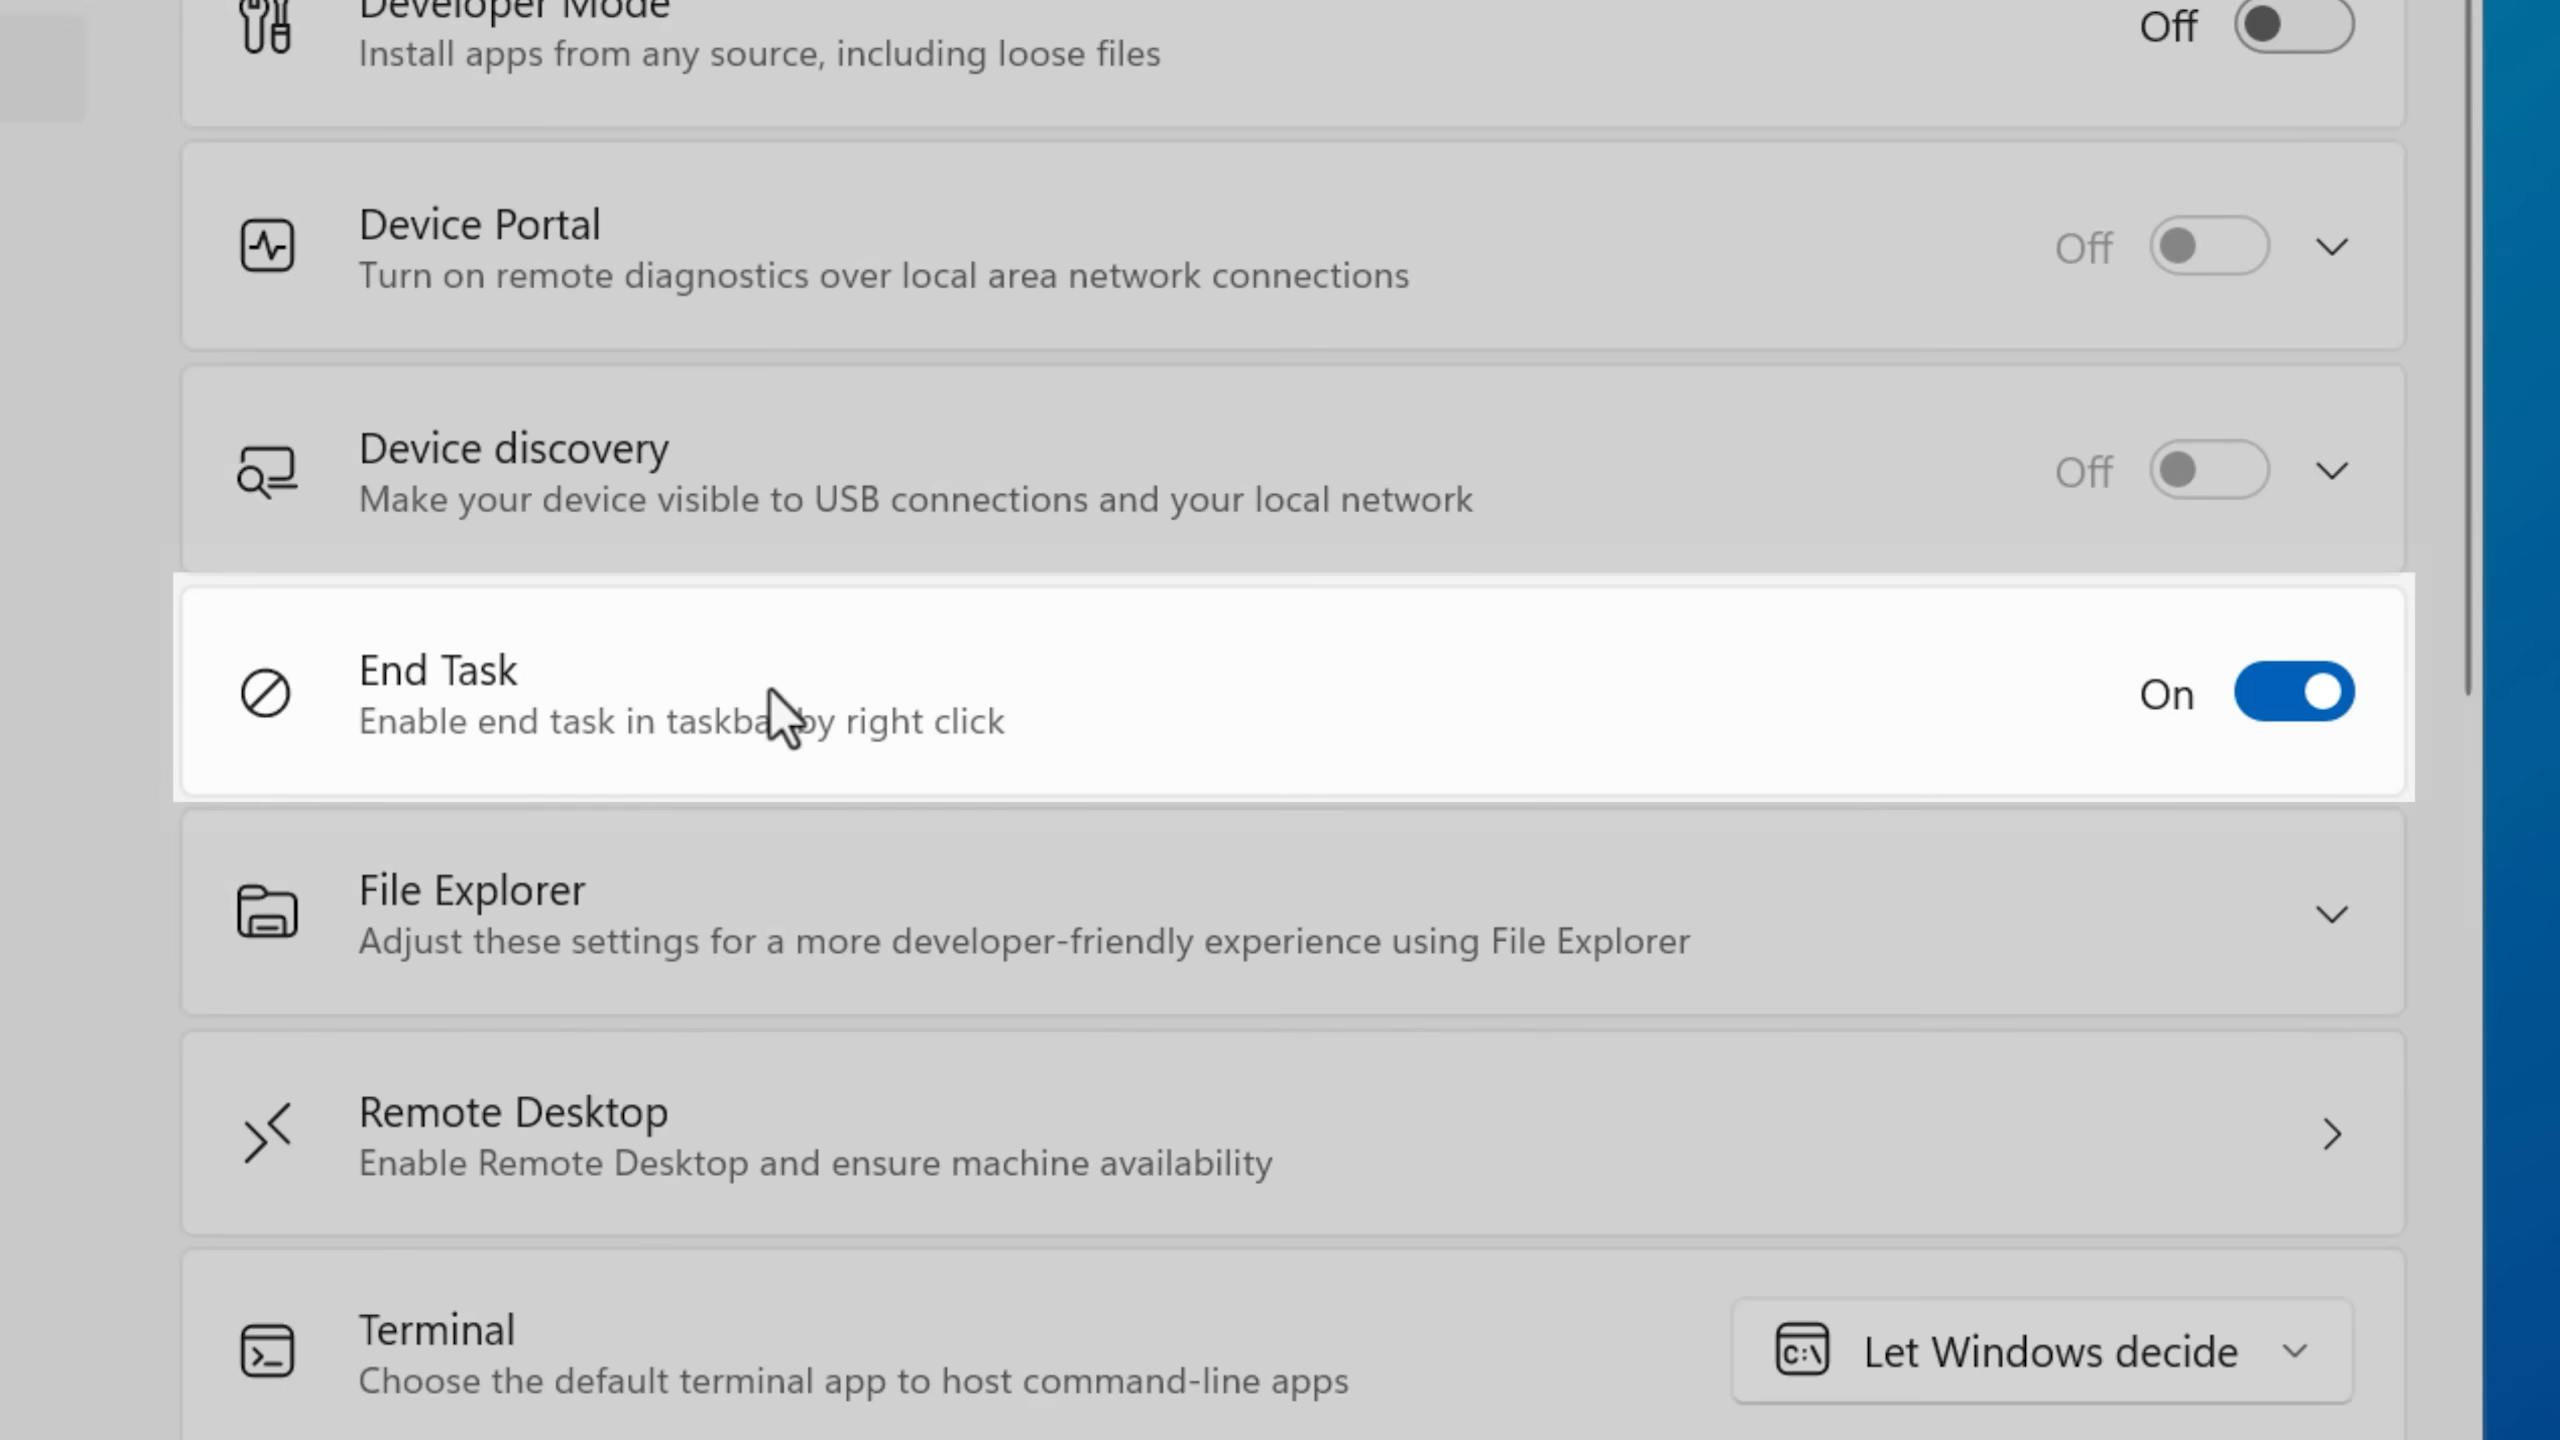 Developer Mode
Install apps from any source, including loose files
Off
Device Portal
Turn on remote diagnostics over local area network connections
Off
Device discovery
Make your device visible to USB connections and your local network
Off
End Task
Enable end task in taskba by right click
On
File Explorer
Adjust these settings for a more developer-friendly experience using File Explorer
Remote Desktop
Enable Remote Desktop and ensure machine availability
Terminal
Choose the default terminal app to host command-line apps
C:\ Let Windows decide